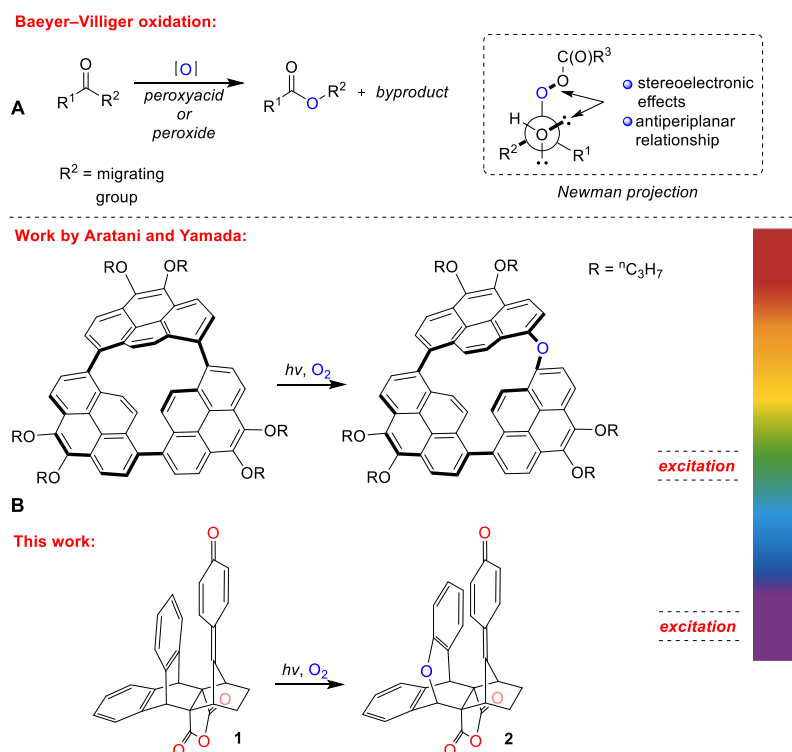 Baeyer–Villiger oxidation:
A
O
R1 R2
[O]
peroxyacid
or
peroxide
O
R1 O R2
+ byproduct
R2 = migrating
group
C(O)R3
O
O
H
O
R2 R1
stereoelectronic
effects
antiperiplanar
relationship
Newman projection
Work by Aratani and Yamada:
RO OR
RO OR
RO OR
hν, O2
RO OR
O
RO OR
RO OR
R = nC3H7
excitation
B
This work:
O
O
O
O
1
hν, O2
O
O
O
O
O
2
excitation